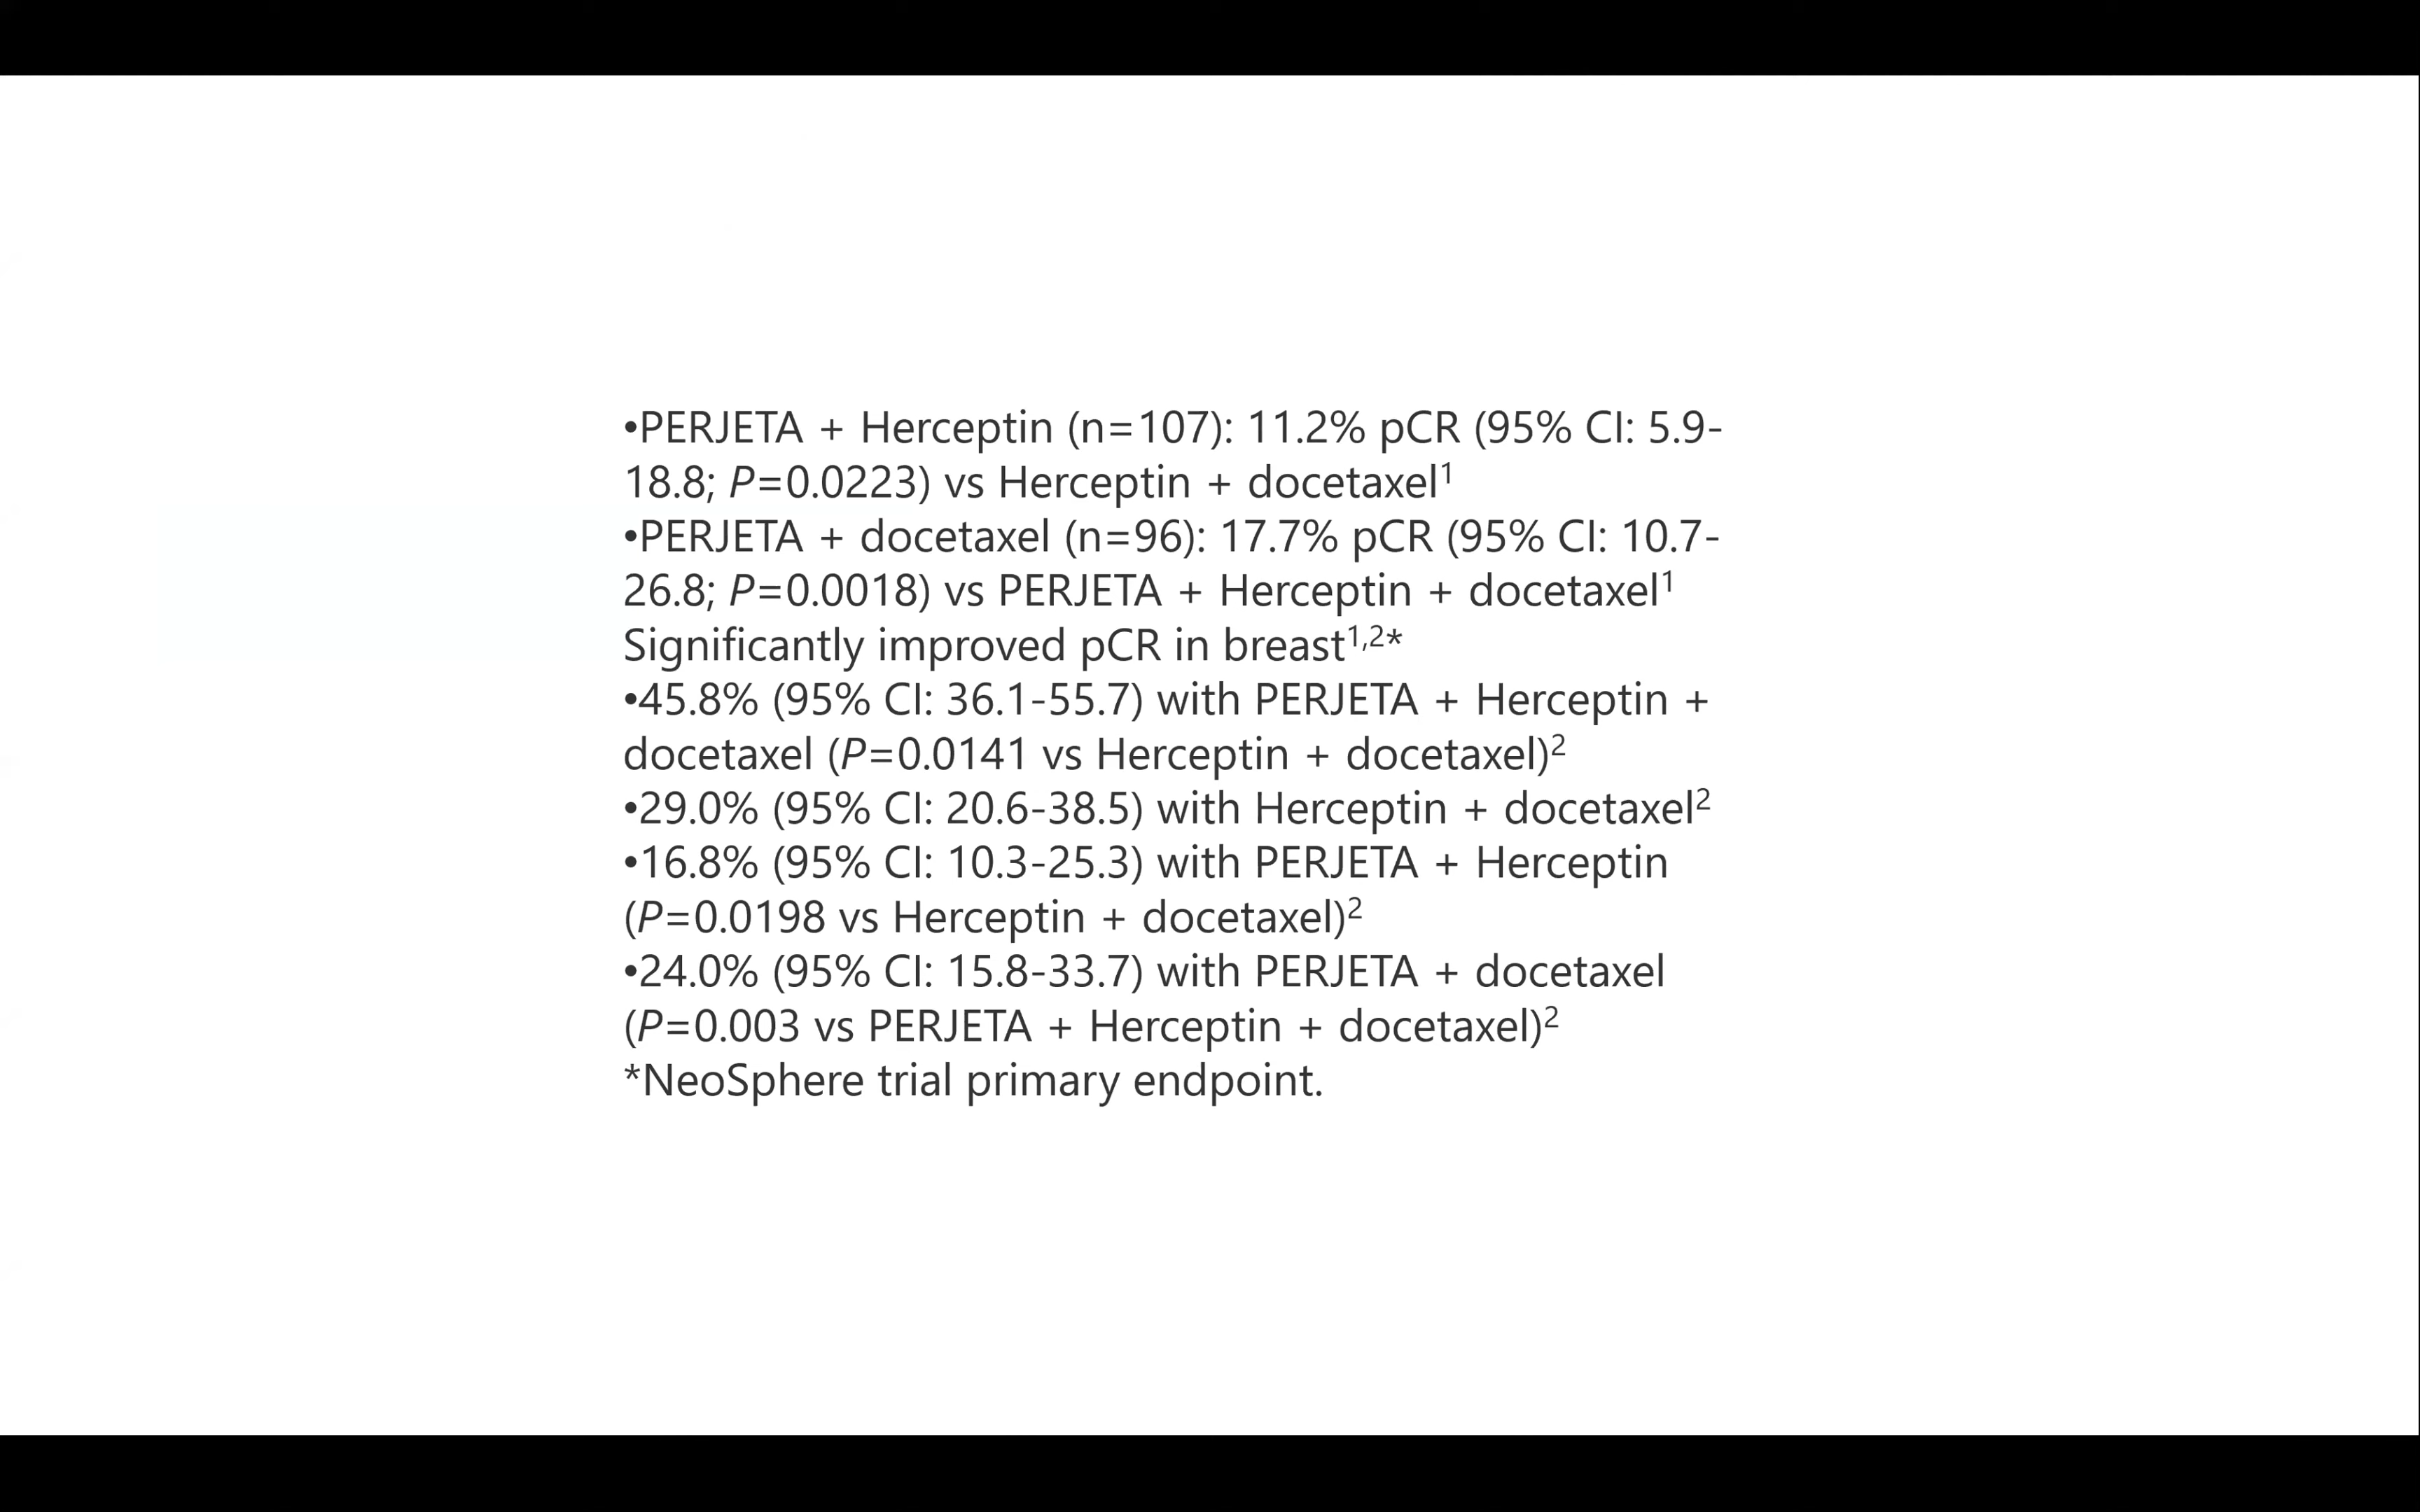 •PERJETA + Herceptin (n=107): 11.2% pCR (95% CI: 5.9-
18.8; P=0.0223) vs Herceptin + docetaxel¹
•PERJETA + docetaxel (n=96): 17.7% pCR (95% CI: 10.7-
26.8; P=0.0018) vs PERJETA + Herceptin + docetaxel¹
Significantly improved pCR in breast¹,²*
•45.8% (95% CI: 36.1-55.7) with PERJETA + Herceptin +
docetaxel (P=0.0141 vs Herceptin + docetaxel)²
•29.0% (95% CI: 20.6-38.5) with Herceptin + docetaxel²
•16.8% (95% CI: 10.3-25.3) with PERJETA + Herceptin
(P=0.0198 vs Herceptin + docetaxel)²
•24.0% (95% CI: 15.8-33.7) with PERJETA + docetaxel
(P=0.003 vs PERJETA + Herceptin + docetaxel)²
*NeoSphere trial primary endpoint.